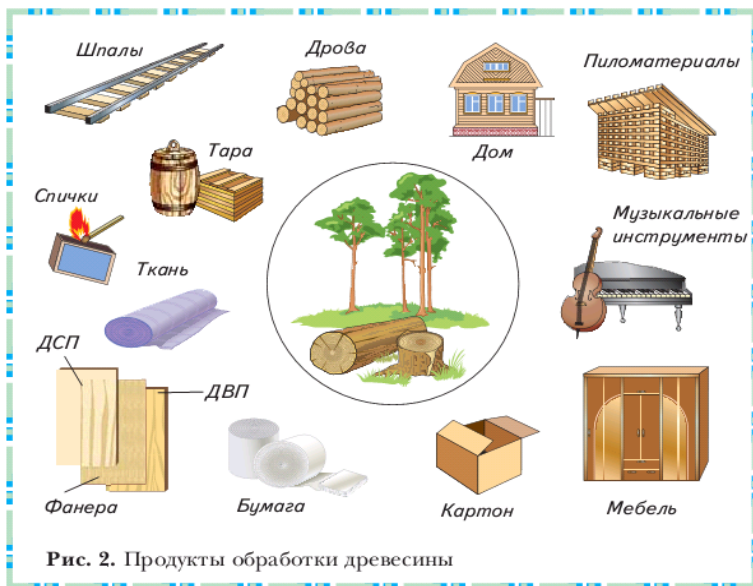 Шпалы
Дрова
Дом
Пиломатериалы
Тара
Спички
Музыкальные
инструменты
Ткань
ДСП
ДВП
Фанера
Бумага
Картон
Мебель
Рис. 2. Продукты обработки древесины